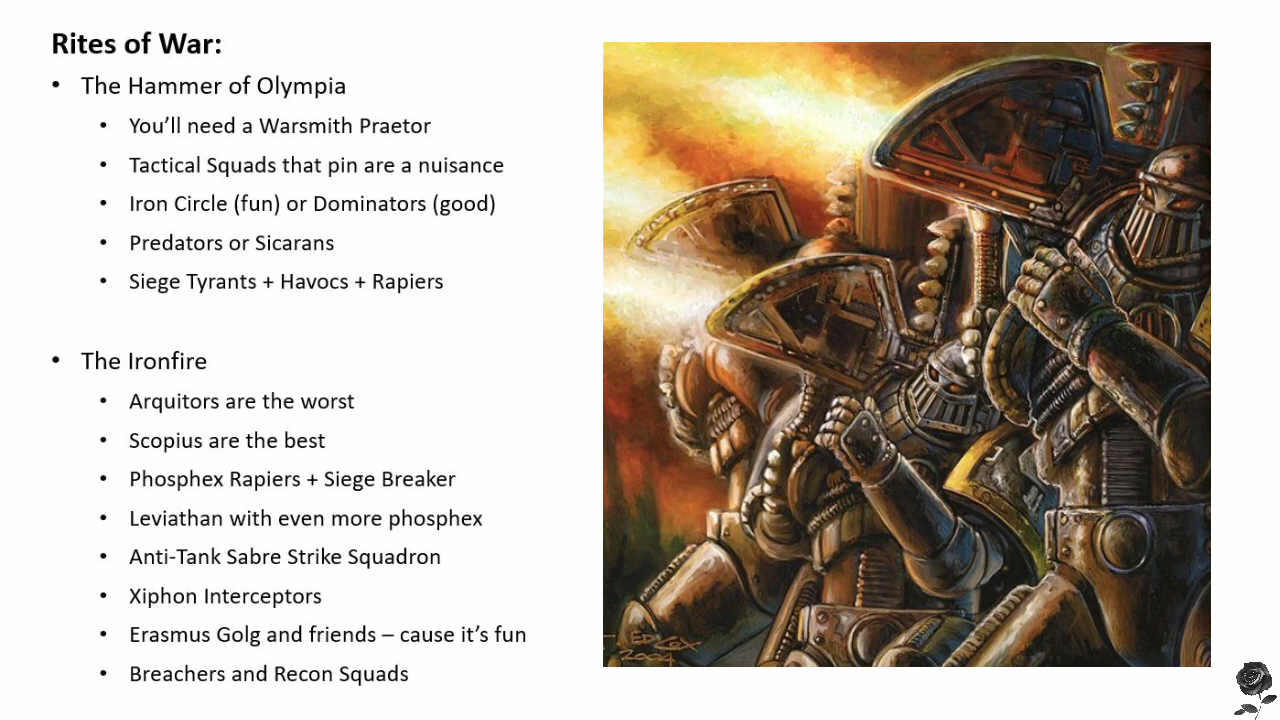 Rites of War:
• The Hammer of Olympia
• You’ll need a Warsmith Praetor
• Tactical Squads that pin are a nuisance
• Iron Circle (fun) or Dominators (good)
• Predators or Sicarans
• Siege Tyrants + Havocs + Rapiers
• The Ironfire
• Arquitors are the worst
• Scopius are the best
• Phosphex Rapiers + Siege Breaker
• Leviathan with even more phosphex
• Anti-Tank Sabre Strike Squadron
• Xiphon Interceptors
• Erasmus Golg and friends – cause it’s fun
• Breachers and Recon Squads
2004